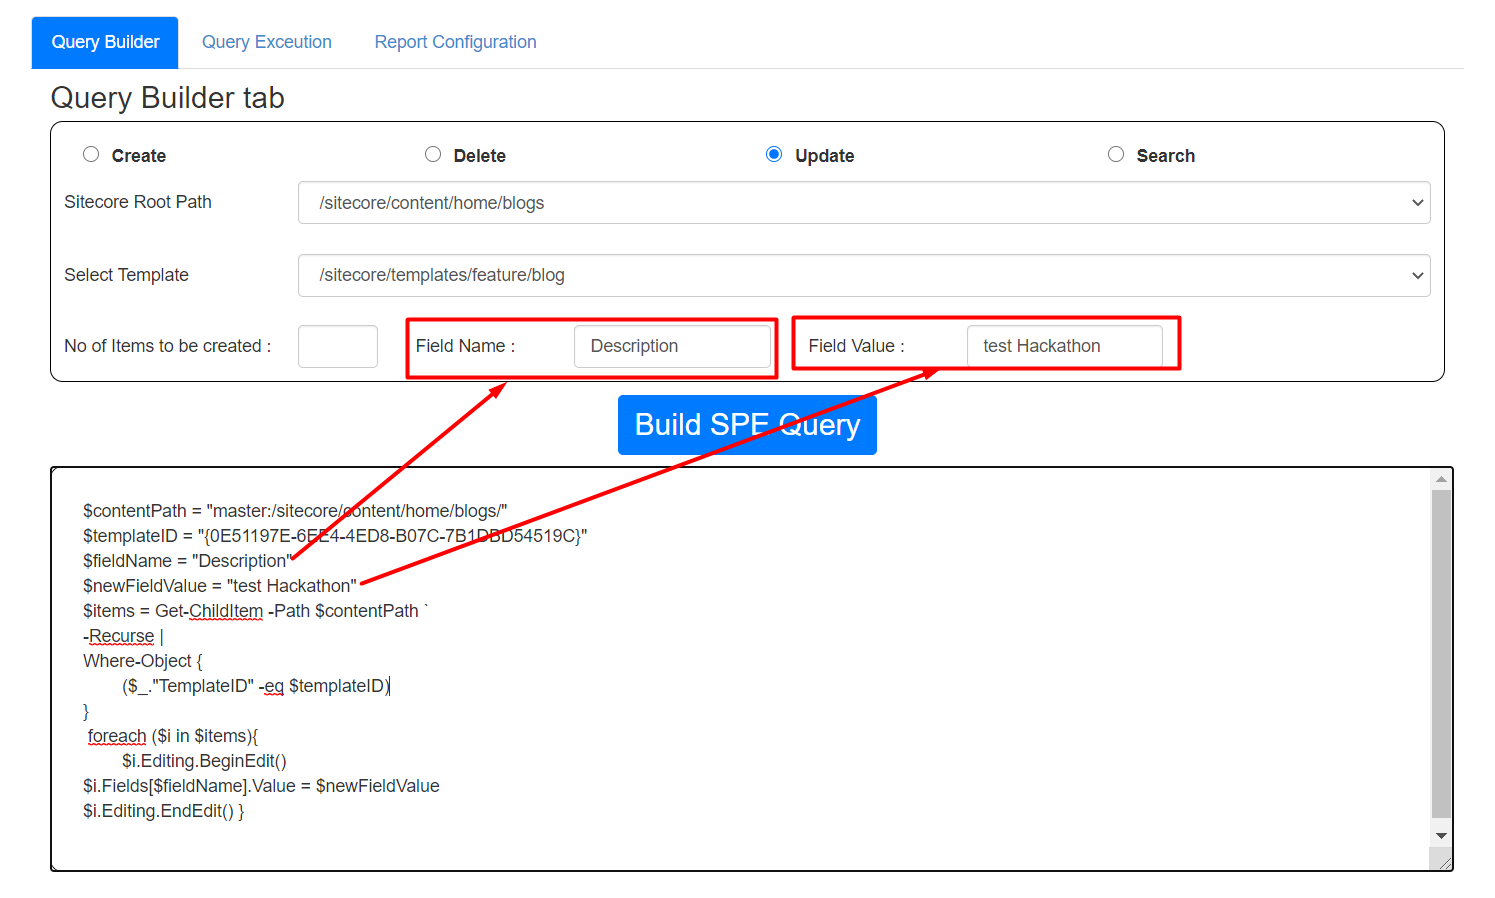 Query Builder Query Exceution Report Configuration
Query Builder tab
Create Delete Update Search
Sitecore Root Path /sitecore/content/home/blogs
Select Template /sitecore/templates/feature/blog
No of Items to be created : Field Name : Description Field Value : test Hackathon
Build SPE Query
$contentPath = "master:/sitecore/content/home/blogs/"
$templateID = "{0E51197E-6EE4-4ED8-B07C-7B1DBD54519C}"
$fieldName = "Description"
$newFieldValue = "test Hackathon"
$items = Get-ChildItem -Path $contentPath `
-Recurse |
Where-Object {
($_."TemplateID" -eq $templateID)
}
foreach ($i in $items){
$i.Editing.BeginEdit()
$i.Fields[$fieldName].Value = $newFieldValue
$i.Editing.EndEdit() }